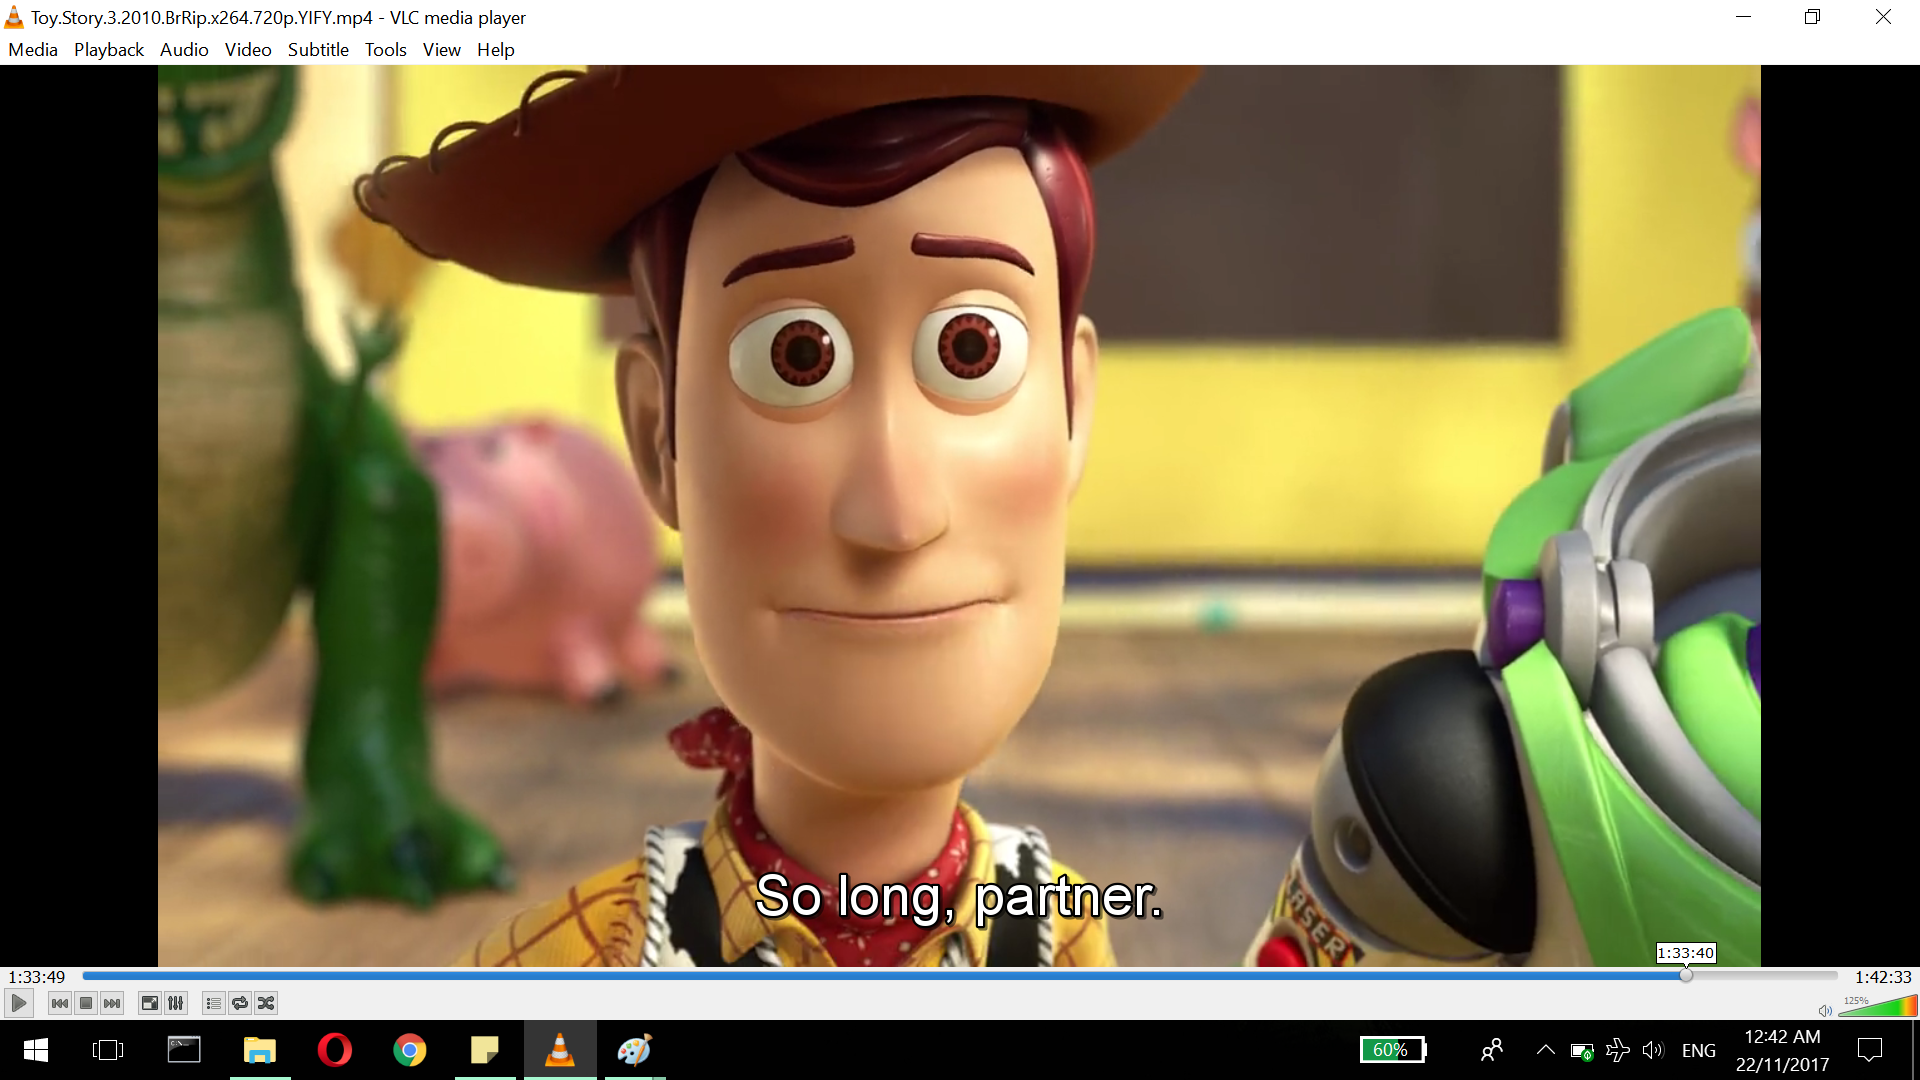 Toy.Story.3.2010.BrRip.x264.720p.YIFY.mp4 - VLC media player
Media Playback Audio Video Subtitle Tools View Help
So long, partner.
LASER
1:33:40
1:33:49
1:42:33
125%
60%
ENG
12:42 AM
22/11/2017